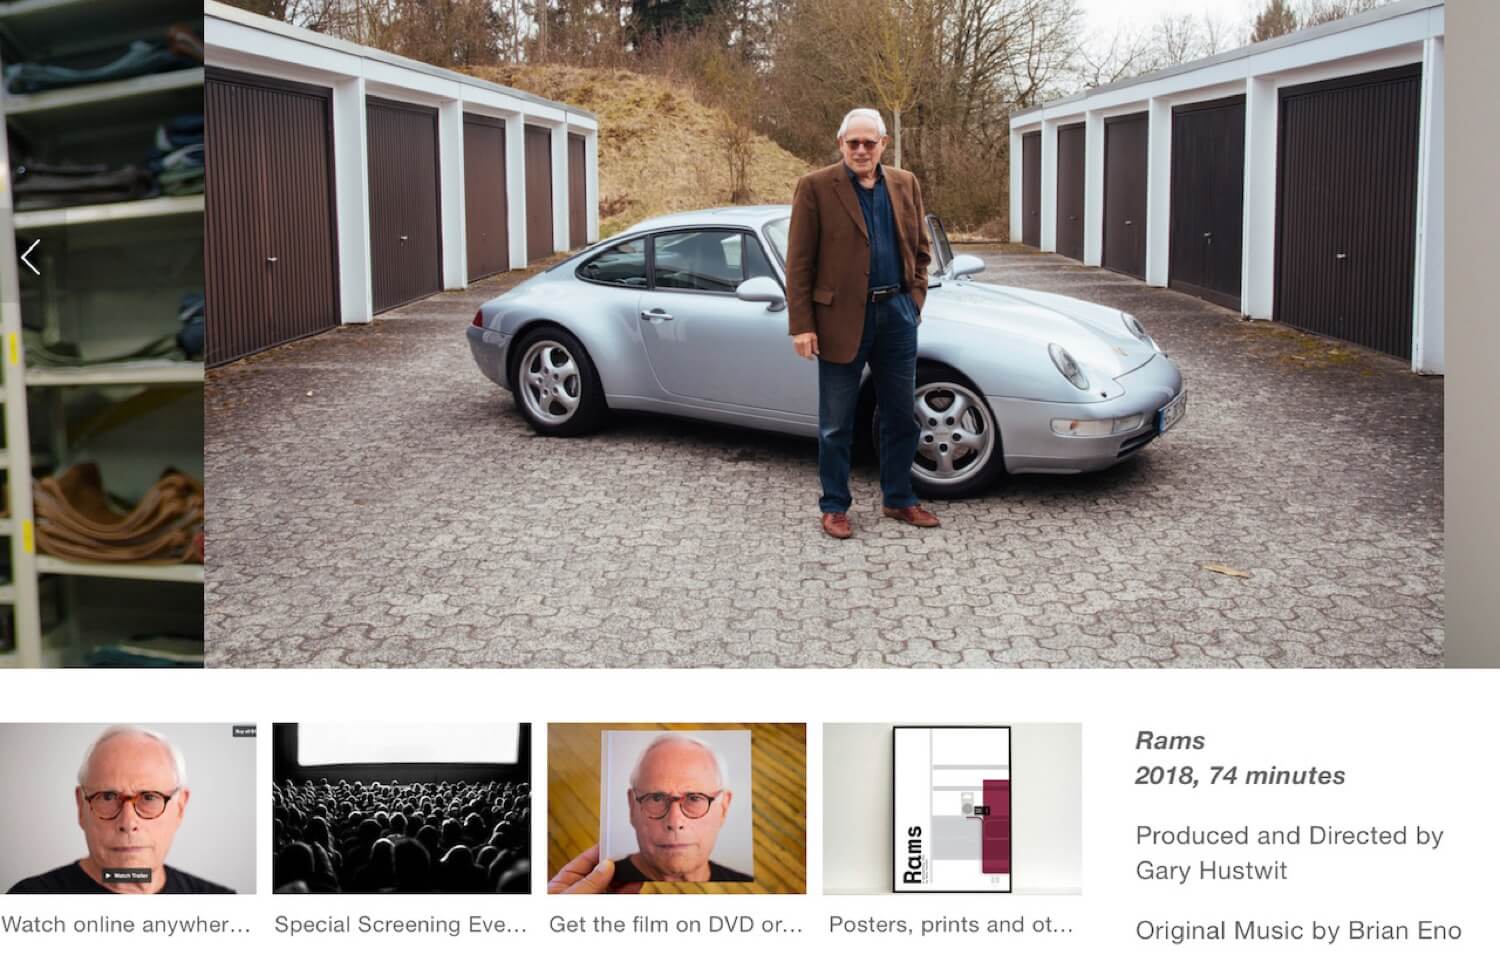 Watch Trailer
Rams
Watch online anywher...
Special Screening Eve...
Get the film on DVD or...
Posters, prints and ot...
Rams
2018, 74 minutes
Produced and Directed by
Gary Hustwit
Original Music by Brian Eno